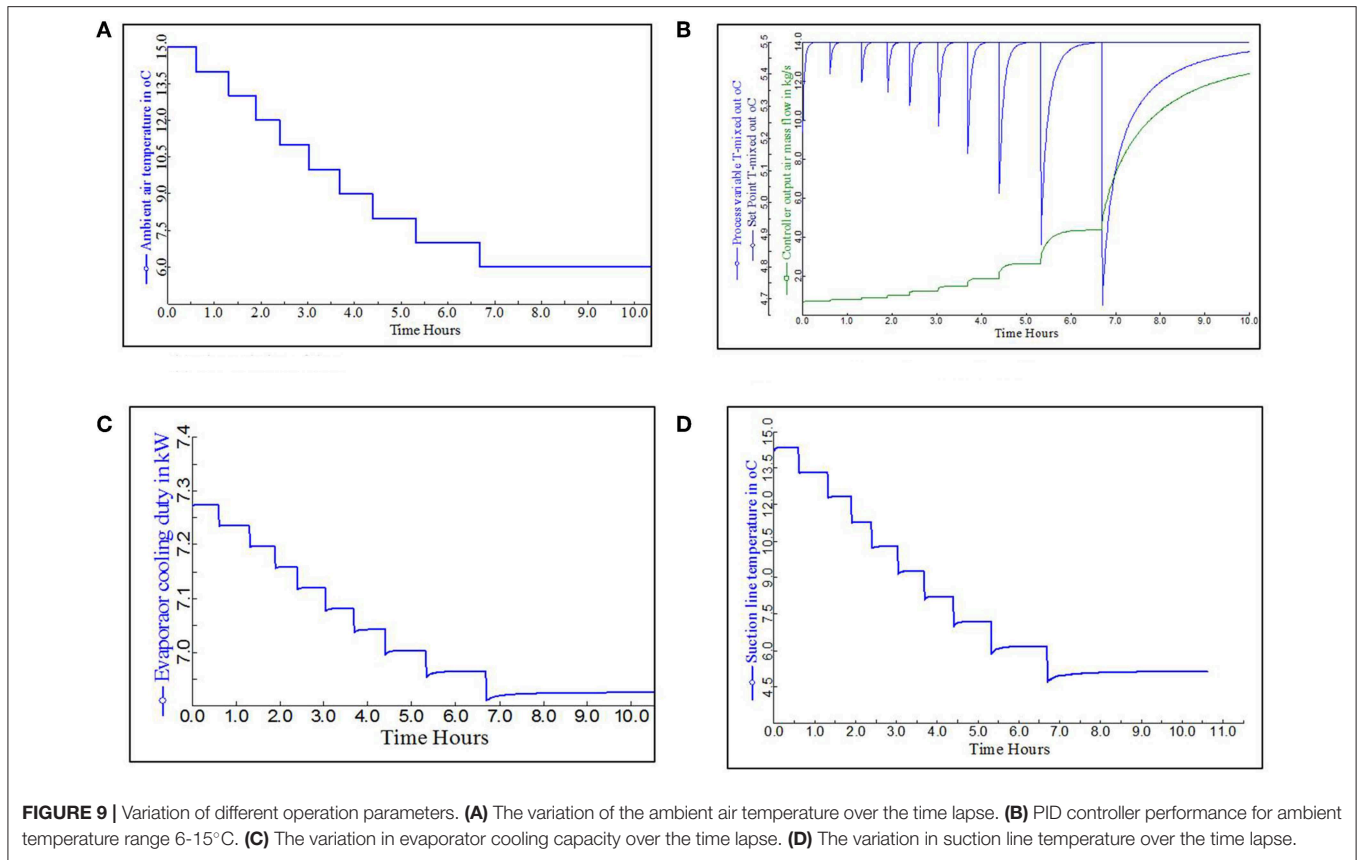 A
Ambient air temperature in oC
15.0
13.5
12.0
10.5
9.0
7.5
6.0
0.0 1.0 2.0 3.0 4.0 5.0 6.0 7.0 8.0 9.0 10.0
Time Hours
B
Process variable T-mixed out oC
Set Point T-mixed out oC
5.5
5.4
5.3
5.2
5.1
5.0
4.9
4.8
4.7
Controller output air mass flow in kg/s
14.0
12.0
10.0
8.0
6.0
4.0
2.0
0.0 1.0 2.0 3.0 4.0 5.0 6.0 7.0 8.0 9.0 10.0
Time Hours
C
Evaporaor cooling duty in kW
7.4
7.3
7.2
7.1
7.0
0.0 1.0 2.0 3.0 4.0 5.0 6.0 7.0 8.0 9.0 10.0
Time Hours
D
Suction line temperature in oC
15.0
13.5
12.0
10.5
9.0
7.5
6.0
4.5
0.0 1.0 2.0 3.0 4.0 5.0 6.0 7.0 8.0 9.0 10.0 11.0
Time Hours
FIGURE 9 | Variation of different operation parameters. (A) The variation of the ambient air temperature over the time lapse. (B) PID controller performance for ambient
temperature range 6-15°C. (C) The variation in evaporator cooling capacity over the time lapse. (D) The variation in suction line temperature over the time lapse.